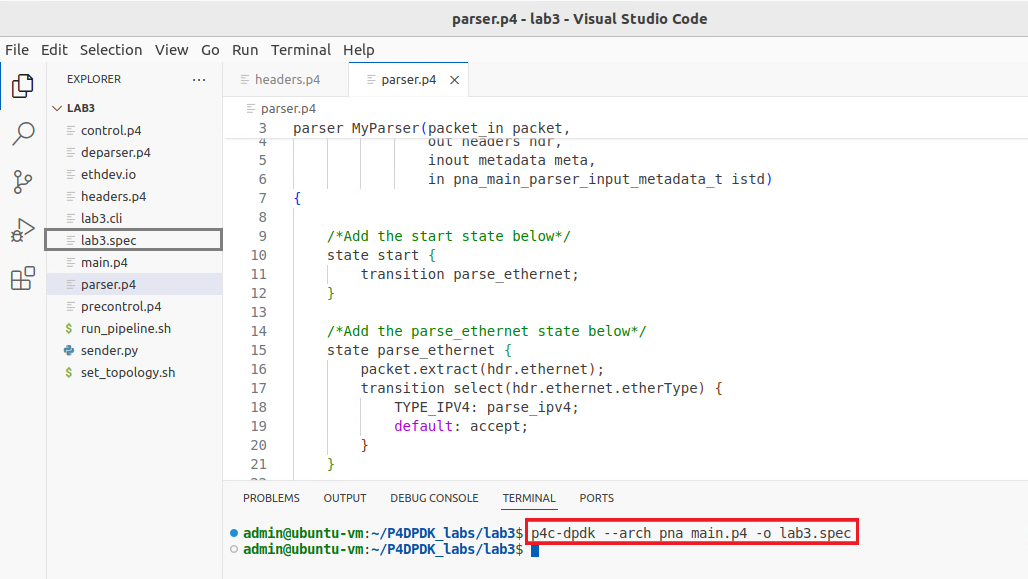 parser.p4 - lab3 - Visual Studio Code
File Edit Selection View Go Run Terminal Help
EXPLORER ···
LAB3
control.p4
deparser.p4
ethdev.io
headers.p4
lab3.cli
lab3.spec
main.p4
parser.p4
precontrol.p4
$ run_pipeline.sh
sender.py
$ set_topology.sh
headers.p4
parser.p4 ×
parser.p4
3 parser MyParser(packet_in packet,
4 out headers hdr,
5 inout metadata meta,
6 in pna_main_parser_input_metadata_t istd)
7 {
8
9 /*Add the start state below*/
10 state start {
11 transition parse_ethernet;
12 }
13
14 /*Add the parse_ethernet state below*/
15 state parse_ethernet {
16 packet.extract(hdr.ethernet);
17 transition select(hdr.ethernet.etherType) {
18 TYPE_IPV4: parse_ipv4;
19 default: accept;
20 }
21 }
PROBLEMS OUTPUT DEBUG CONSOLE TERMINAL PORTS
admin@ubuntu-vm:~/P4DPDK_labs/lab3$ p4c-dpdk --arch pna main.p4 -o lab3.spec
admin@ubuntu-vm:~/P4DPDK_labs/lab3$